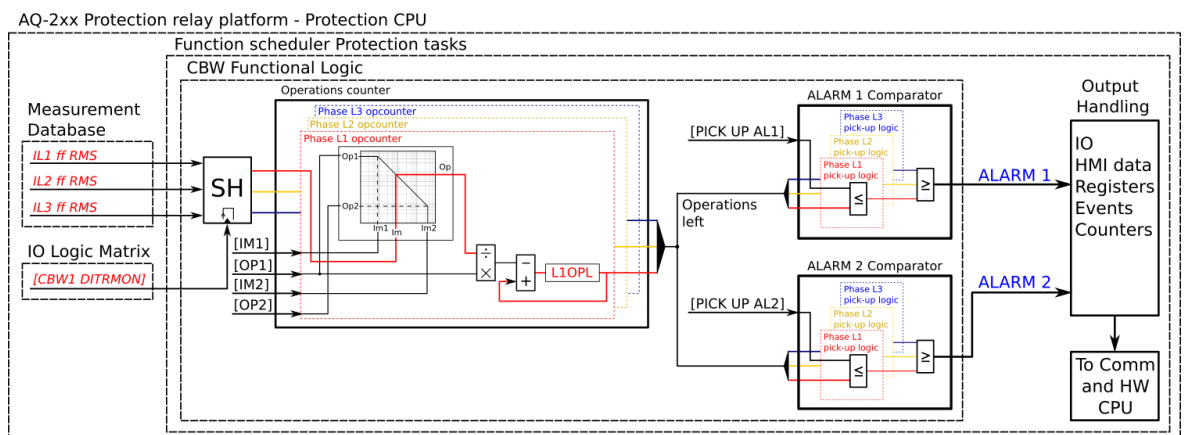 AQ-2xx Protection relay platform - Protection CPU
Function scheduler Protection tasks
CBW Functional Logic
Operations counter
Measurement
Database
IL1 ff RMS
IL2 ff RMS
IL3 ff RMS
SH
IO Logic Matrix
[CBW1 DITRMON]
Phase L3 opcounter
Phase L2 opcounter
Phase L1 opcounter
Op1
Op
Op2
Im1
Im
Im2
[IM1]
[OP1]
[IM2]
[OP2]
÷
×
−
+
L1OPL
Operations
left
ALARM 1 Comparator
[PICK UP AL1]
Phase L3
pick-up logic
Phase L2
pick-up logic
Phase L1
pick-up logic
≤
≥
ALARM 1
ALARM 2 Comparator
[PICK UP AL2]
Phase L3
pick-up logic
Phase L2
pick-up logic
Phase L1
pick-up logic
≤
≥
ALARM 2
Output
Handling
IO
HMI data
Registers
Events
Counters
To Comm
and HW
CPU